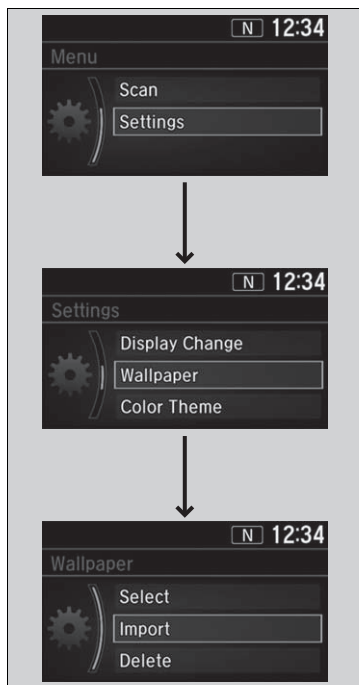 N 12:34
Menu
Scan
Settings
N 12:34
Settings
Display Change
Wallpaper
Color Theme
N 12:34
Wallpaper
Select
Import
Delete